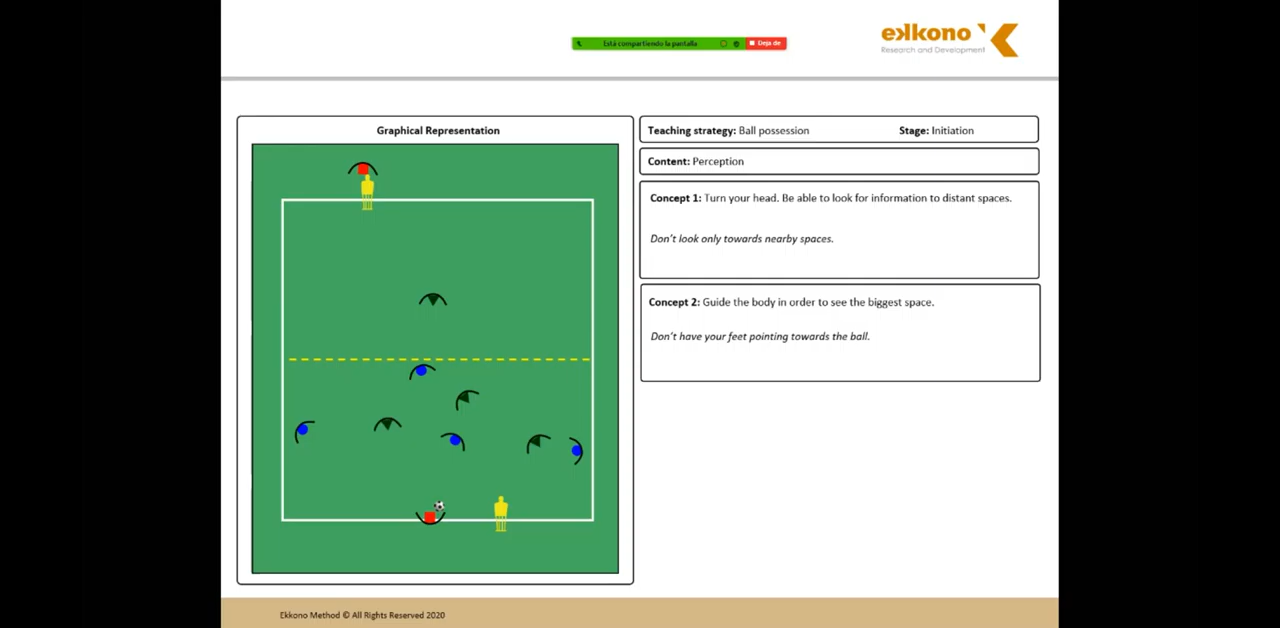 Está compartiendo la pantalla
Deja de
ekkono
Research and Development
Graphical Representation
Teaching strategy: Ball possession
Stage: Initiation
Content: Perception
Concept 1: Turn your head. Be able to look for information to distant spaces.
Don't look only towards nearby spaces.
Concept 2: Guide the body in order to see the biggest space.
Don't have your feet pointing towards the ball.
Ekkono Method © All Rights Reserved 2020